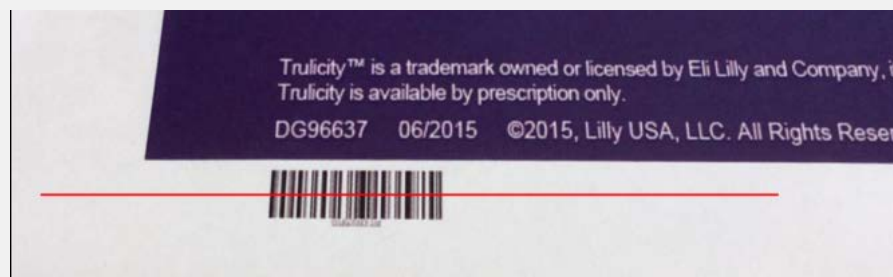 Trulicity™ is a trademark owned or licensed by Eli Lilly and Company,
Trulicity is available by prescription only.
DG96637 06/2015 ©2015, Lilly USA, LLC. All Rights